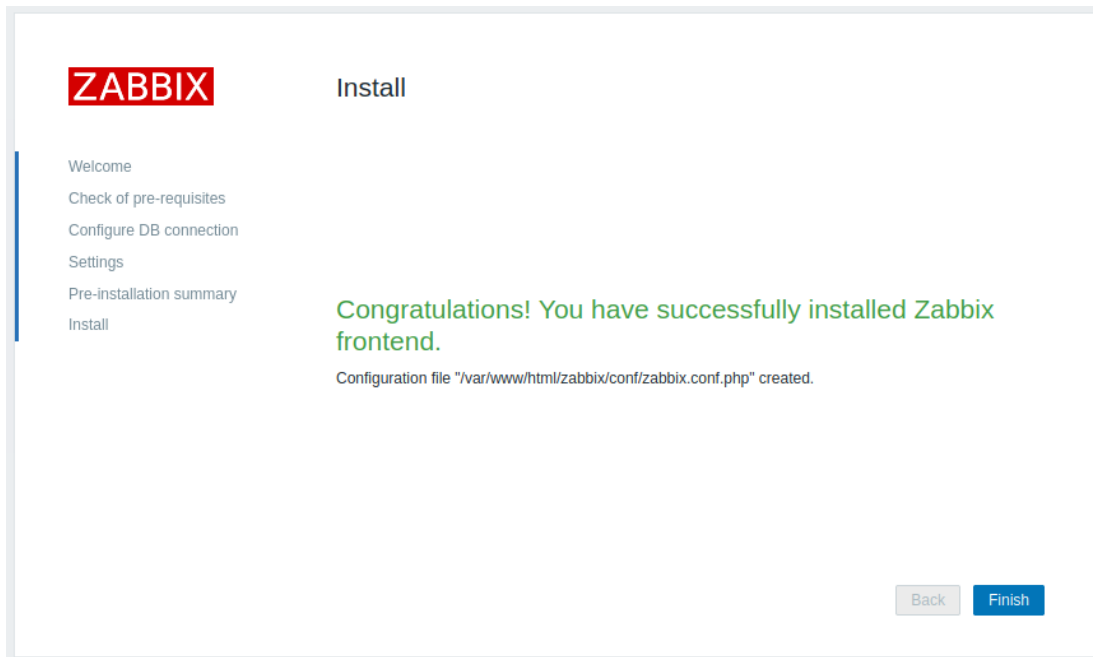 ZABBIX
Install
Welcome
Check of pre-requisites
Configure DB connection
Settings
Pre-installation summary
Install
Congratulations! You have successfully installed Zabbix
frontend.
Configuration file "/var/www/html/zabbix/conf/zabbix.conf.php" created.
Back
Finish